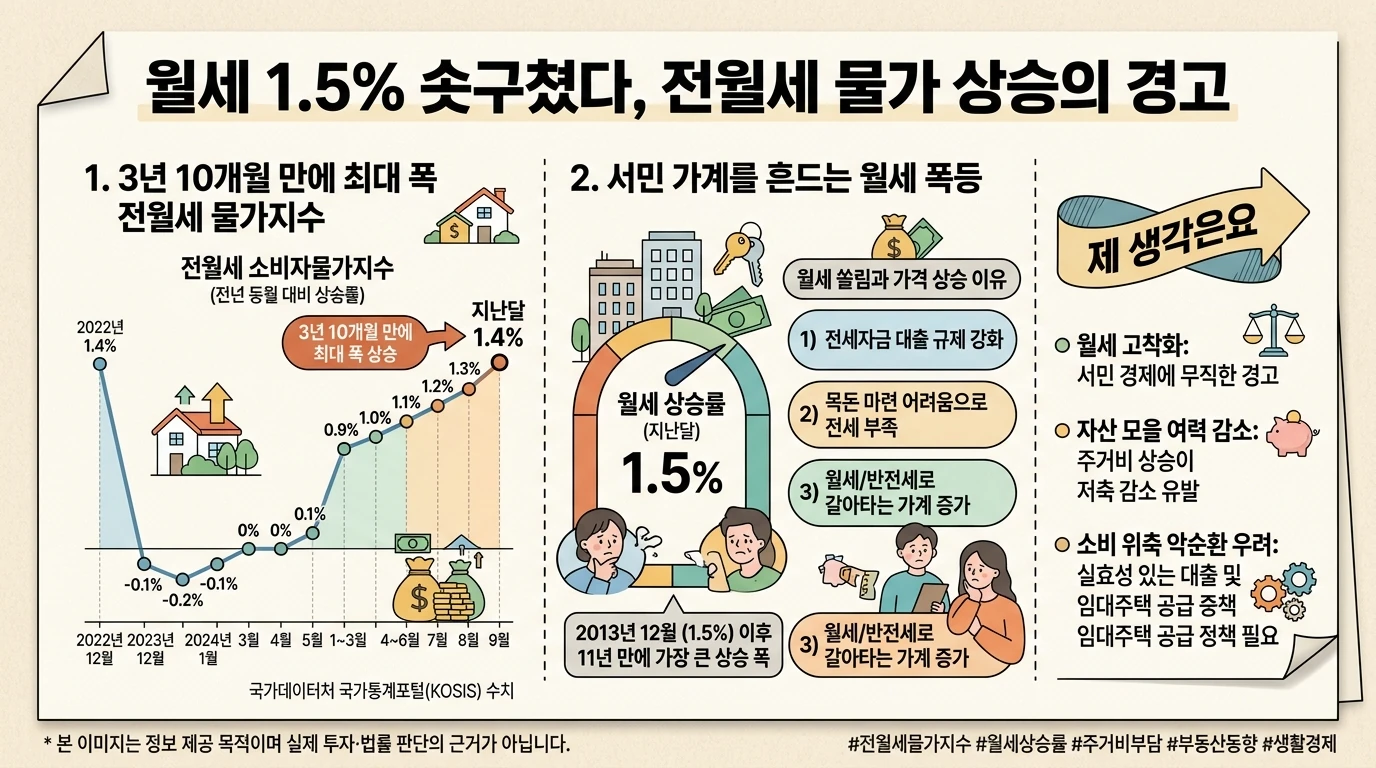 월세 1.5% 솟구쳤다, 전월세 물가 상승의 경고
1. 3년 10개월 만에 최대 폭
전월세 물가지수
전월세 소비자물가지수
(전년 동월 대비 상승률)
2022년
1.4%
3년 10개월 만에
최대 폭 상승
지난달
1.4%
-0.1%
-0.2%
-0.1%
0%
0%
0.1%
0.9%
1.0%
1.1%
1.2%
1.3%
2022년 2023년 2024년 3월 4월 5월 1~3월 4~6월 7월 8월 9월
12월 12월 1월
국가데이터처 국가통계포털(KOSIS) 수치
2. 서민 가계를 흔드는 월세 폭등
월세 상승률
(지난달)
1.5%
2013년 12월 (1.5%) 이후
11년 만에 가장 큰 상승 폭
$
월세 쏠림과 가격 상승 이유
1) 전세자금 대출 규제 강화
2) 목돈 마련 어려움으로
전세 부족
3) 월세/반전세로
갈아타는 가계 증가
3) 월세/반전세로
갈아타는 가계 증가
제 생각은요
월세 고착화:
서민 경제에 무직한 경고
자산 모을 여력 감소:
주거비 상승이
저축 감소 유발
소비 위축 악순환 우려:
실효성 있는 대출 및
임대주택 공급 중책
임대주택 공급 정책 필요
* 본 이미지는 정보 제공 목적이며 실제 투자·법률 판단의 근거가 아닙니다.
#월세상승률 #주거비부담 #부동산동향 #생활경제